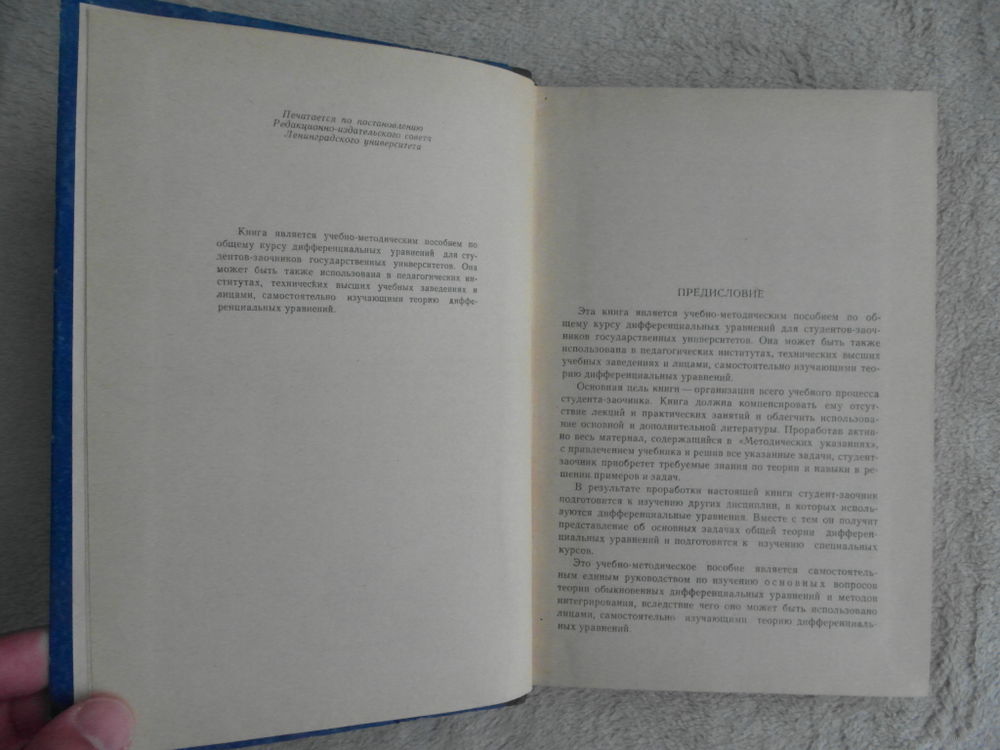 Печатается по постановлению
Редакционно-издательского совета
Ленинградского университета
Книга является учебно-методическим пособием по
общему курсу дифференциальных уравнений для сту-
дентов-заочников государственных университетов. Она
может быть также использована в педагогических ин-
ститутах, технических высших учебных заведениях и
лицами, самостоятельно изучающими теорию диффе-
ренциальных уравнений.
ПРЕДИСЛОВИЕ
Эта книга является учебно-методическим пособием по об-
щему курсу дифференциальных уравнений для студентов-заоч-
ников государственных университетов. Она может быть также
использована в педагогических институтах, технических высших
учебных заведениях и лицами, самостоятельно изучающими тео-
рию дифференциальных уравнений.
Основная цель книги — организация всего учебного процесса
студента-заочника. Книга должна компенсировать ему отсут-
ствие лекций и практических занятий и облегчить использова-
ние основной и дополнительной литературы. Проработав актив-
но весь материал, содержащийся в «Методических указаниях»,
с привлечением учебника и решив все указанные задачи, студент-
заочник приобретет требуемые знания по теории и навыки в ре-
шении примеров и задач.
В результате проработки настоящей книги студент-заочник
подготовится к изучению других дисциплин, в которых исполь-
зуются дифференциальные уравнения. Вместе с тем он получит
представление об основных задачах общей теории дифферен-
циальных уравнений и подготовится к изучению специальных
курсов.
Это учебно-методическое пособие является самостоятель-
ным единым руководством по изучению основных вопросов
теории обыкновенных дифференциальных уравнений и методов
интегрирования, вследствие чего оно может быть использовано
лицами, самостоятельно изучающими теорию дифференциаль-
ных уравнений.